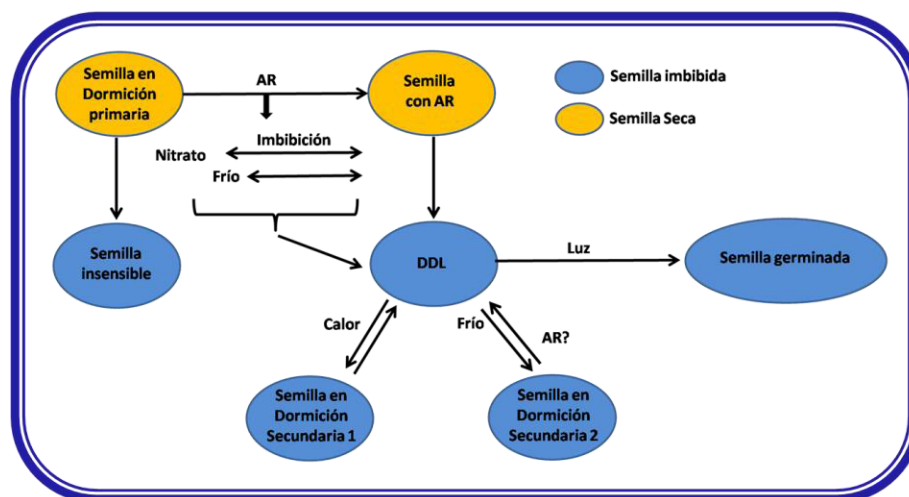 Semilla en
Dormición
primaria
AR
Semilla
con AR
Semilla imbibida
Semilla Seca
Imbibición
Nitrato
Frío
Semilla
insensible
DDL
Luz
Semilla germinada
Calor
Frío
AR?
Semilla en
Dormición
Secundaria 1
Semilla en
Dormición
Secundaria 2